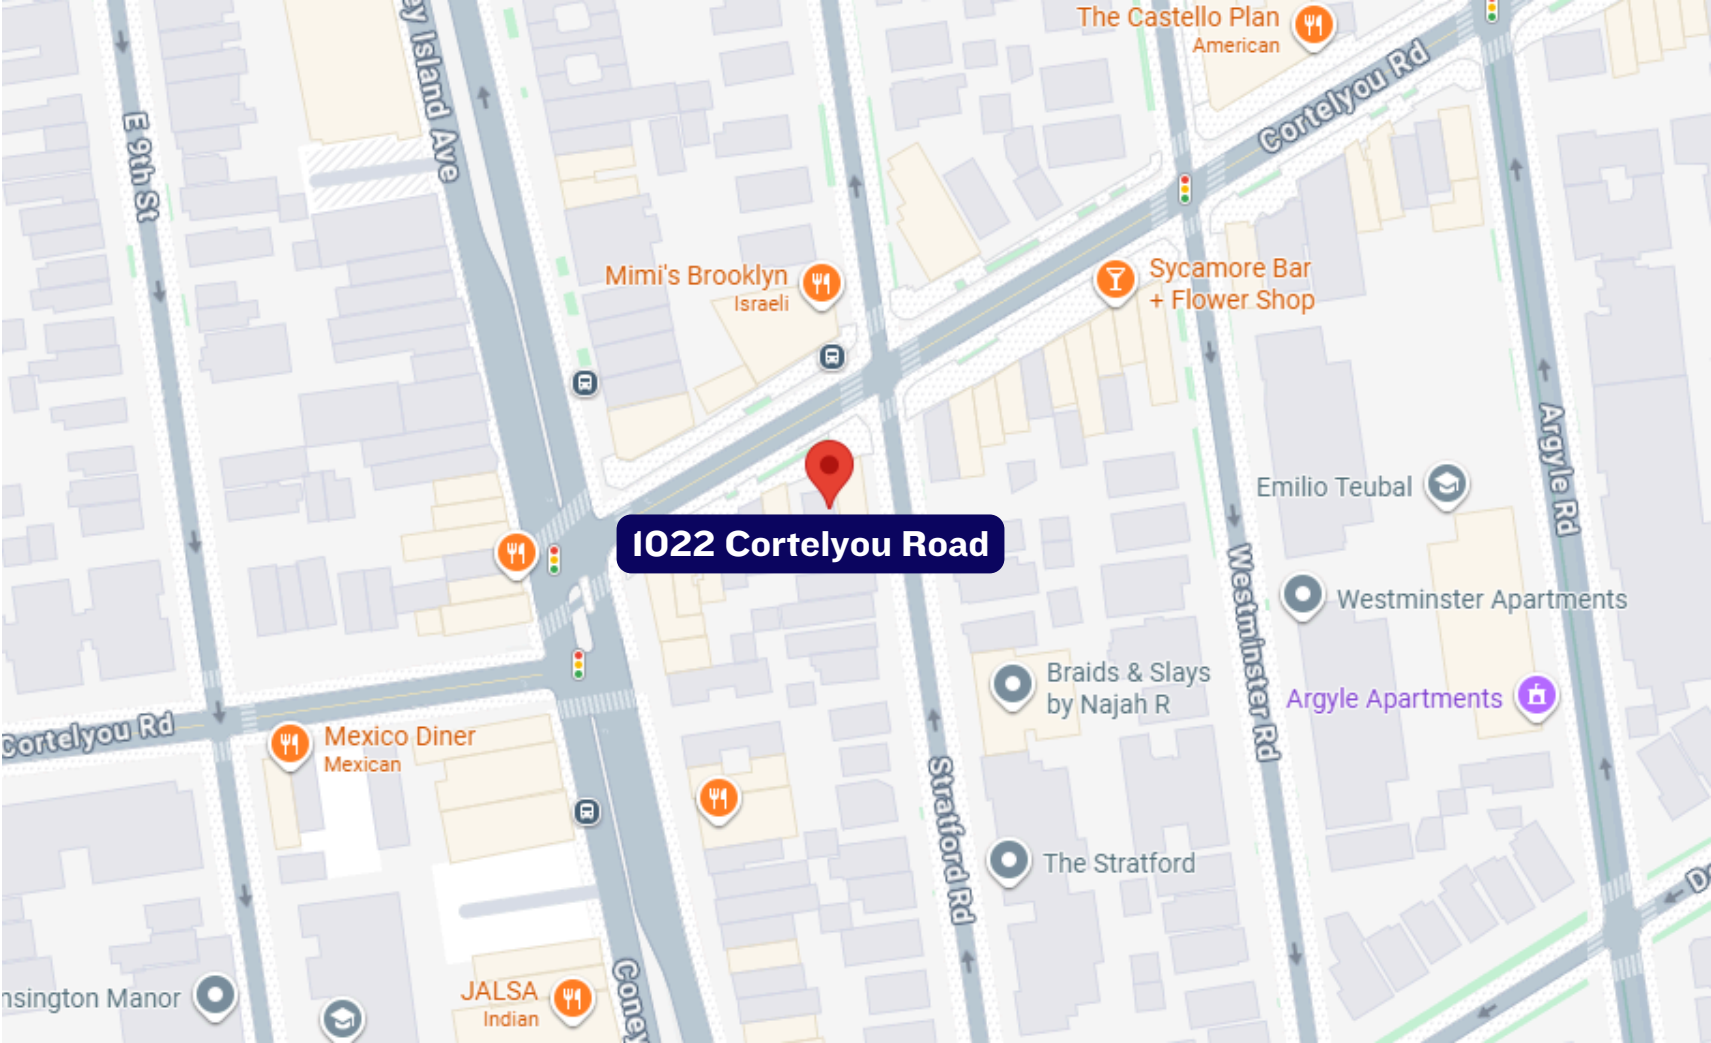 The Castello Plan
American
ey Island Ave
Cortelyou Rd
E 9th St
Mimi's Brooklyn
Israeli
Sycamore Bar
+ Flower Shop
Argyle Rd
Emilio Teubal
1022 Cortelyou Road
Westminster Rd
Westminster Apartments
Braids & Slays
by Najah R
Argyle Apartments
Cortelyou Rd
Mexico Diner
Mexican
Stratford Rd
The Stratford
Do
nsington Manor
JALSA
Indian
Coney